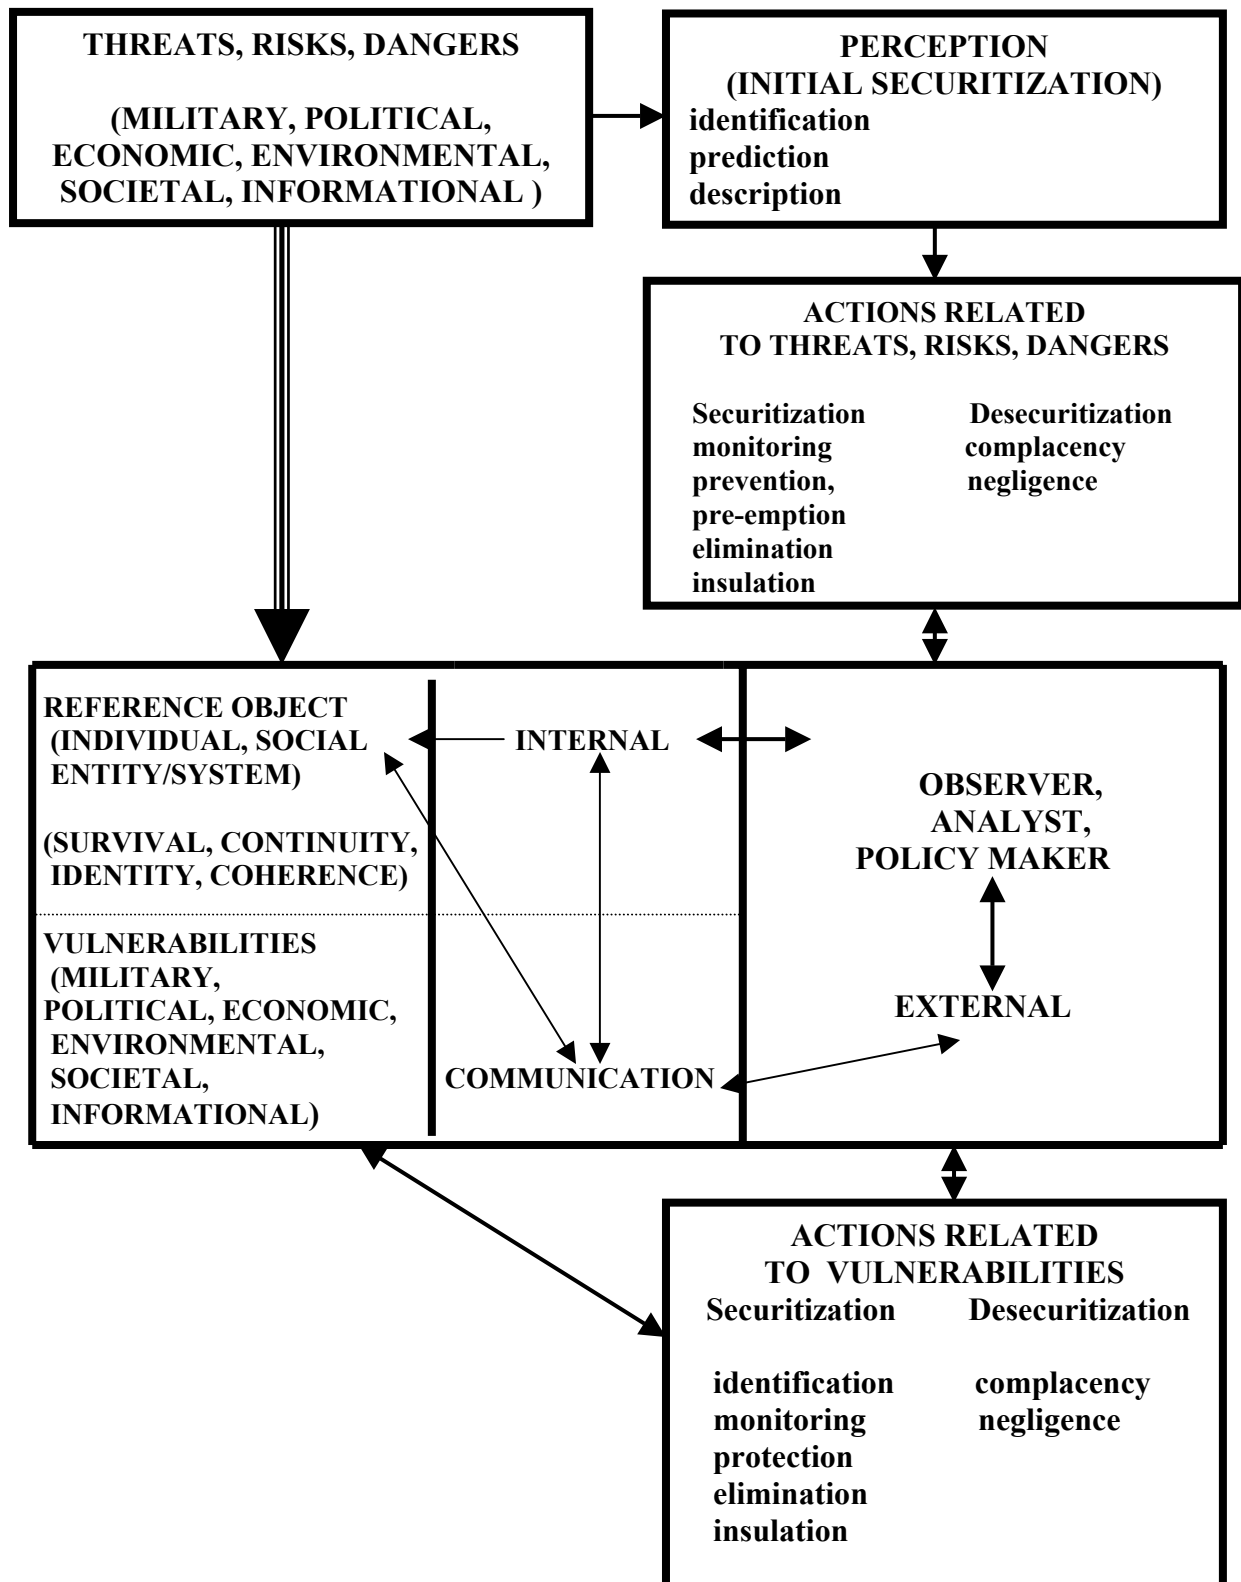 THREATS, RISKS, DANGERS
(MILITARY, POLITICAL,
ECONOMIC, ENVIRONMENTAL,
SOCIETAL, INFORMATIONAL )
PERCEPTION
(INITIAL SECURITIZATION)
identification
prediction
description
ACTIONS RELATED
TO THREATS, RISKS, DANGERS
Securitization Desecuritization
monitoring complacency
prevention, negligence
pre-emption
elimination
insulation
REFERENCE OBJECT
(INDIVIDUAL, SOCIAL
ENTITY/SYSTEM)
(SURVIVAL, CONTINUITY,
IDENTITY, COHERENCE)
VULNERABILITIES
(MILITARY,
POLITICAL, ECONOMIC,
ENVIRONMENTAL,
SOCIETAL,
INFORMATIONAL)
INTERNAL
COMMUNICATION
OBSERVER,
ANALYST,
POLICY MAKER
EXTERNAL
ACTIONS RELATED
TO VULNERABILITIES
Securitization Desecuritization
identification complacency
monitoring negligence
protection
elimination
insulation